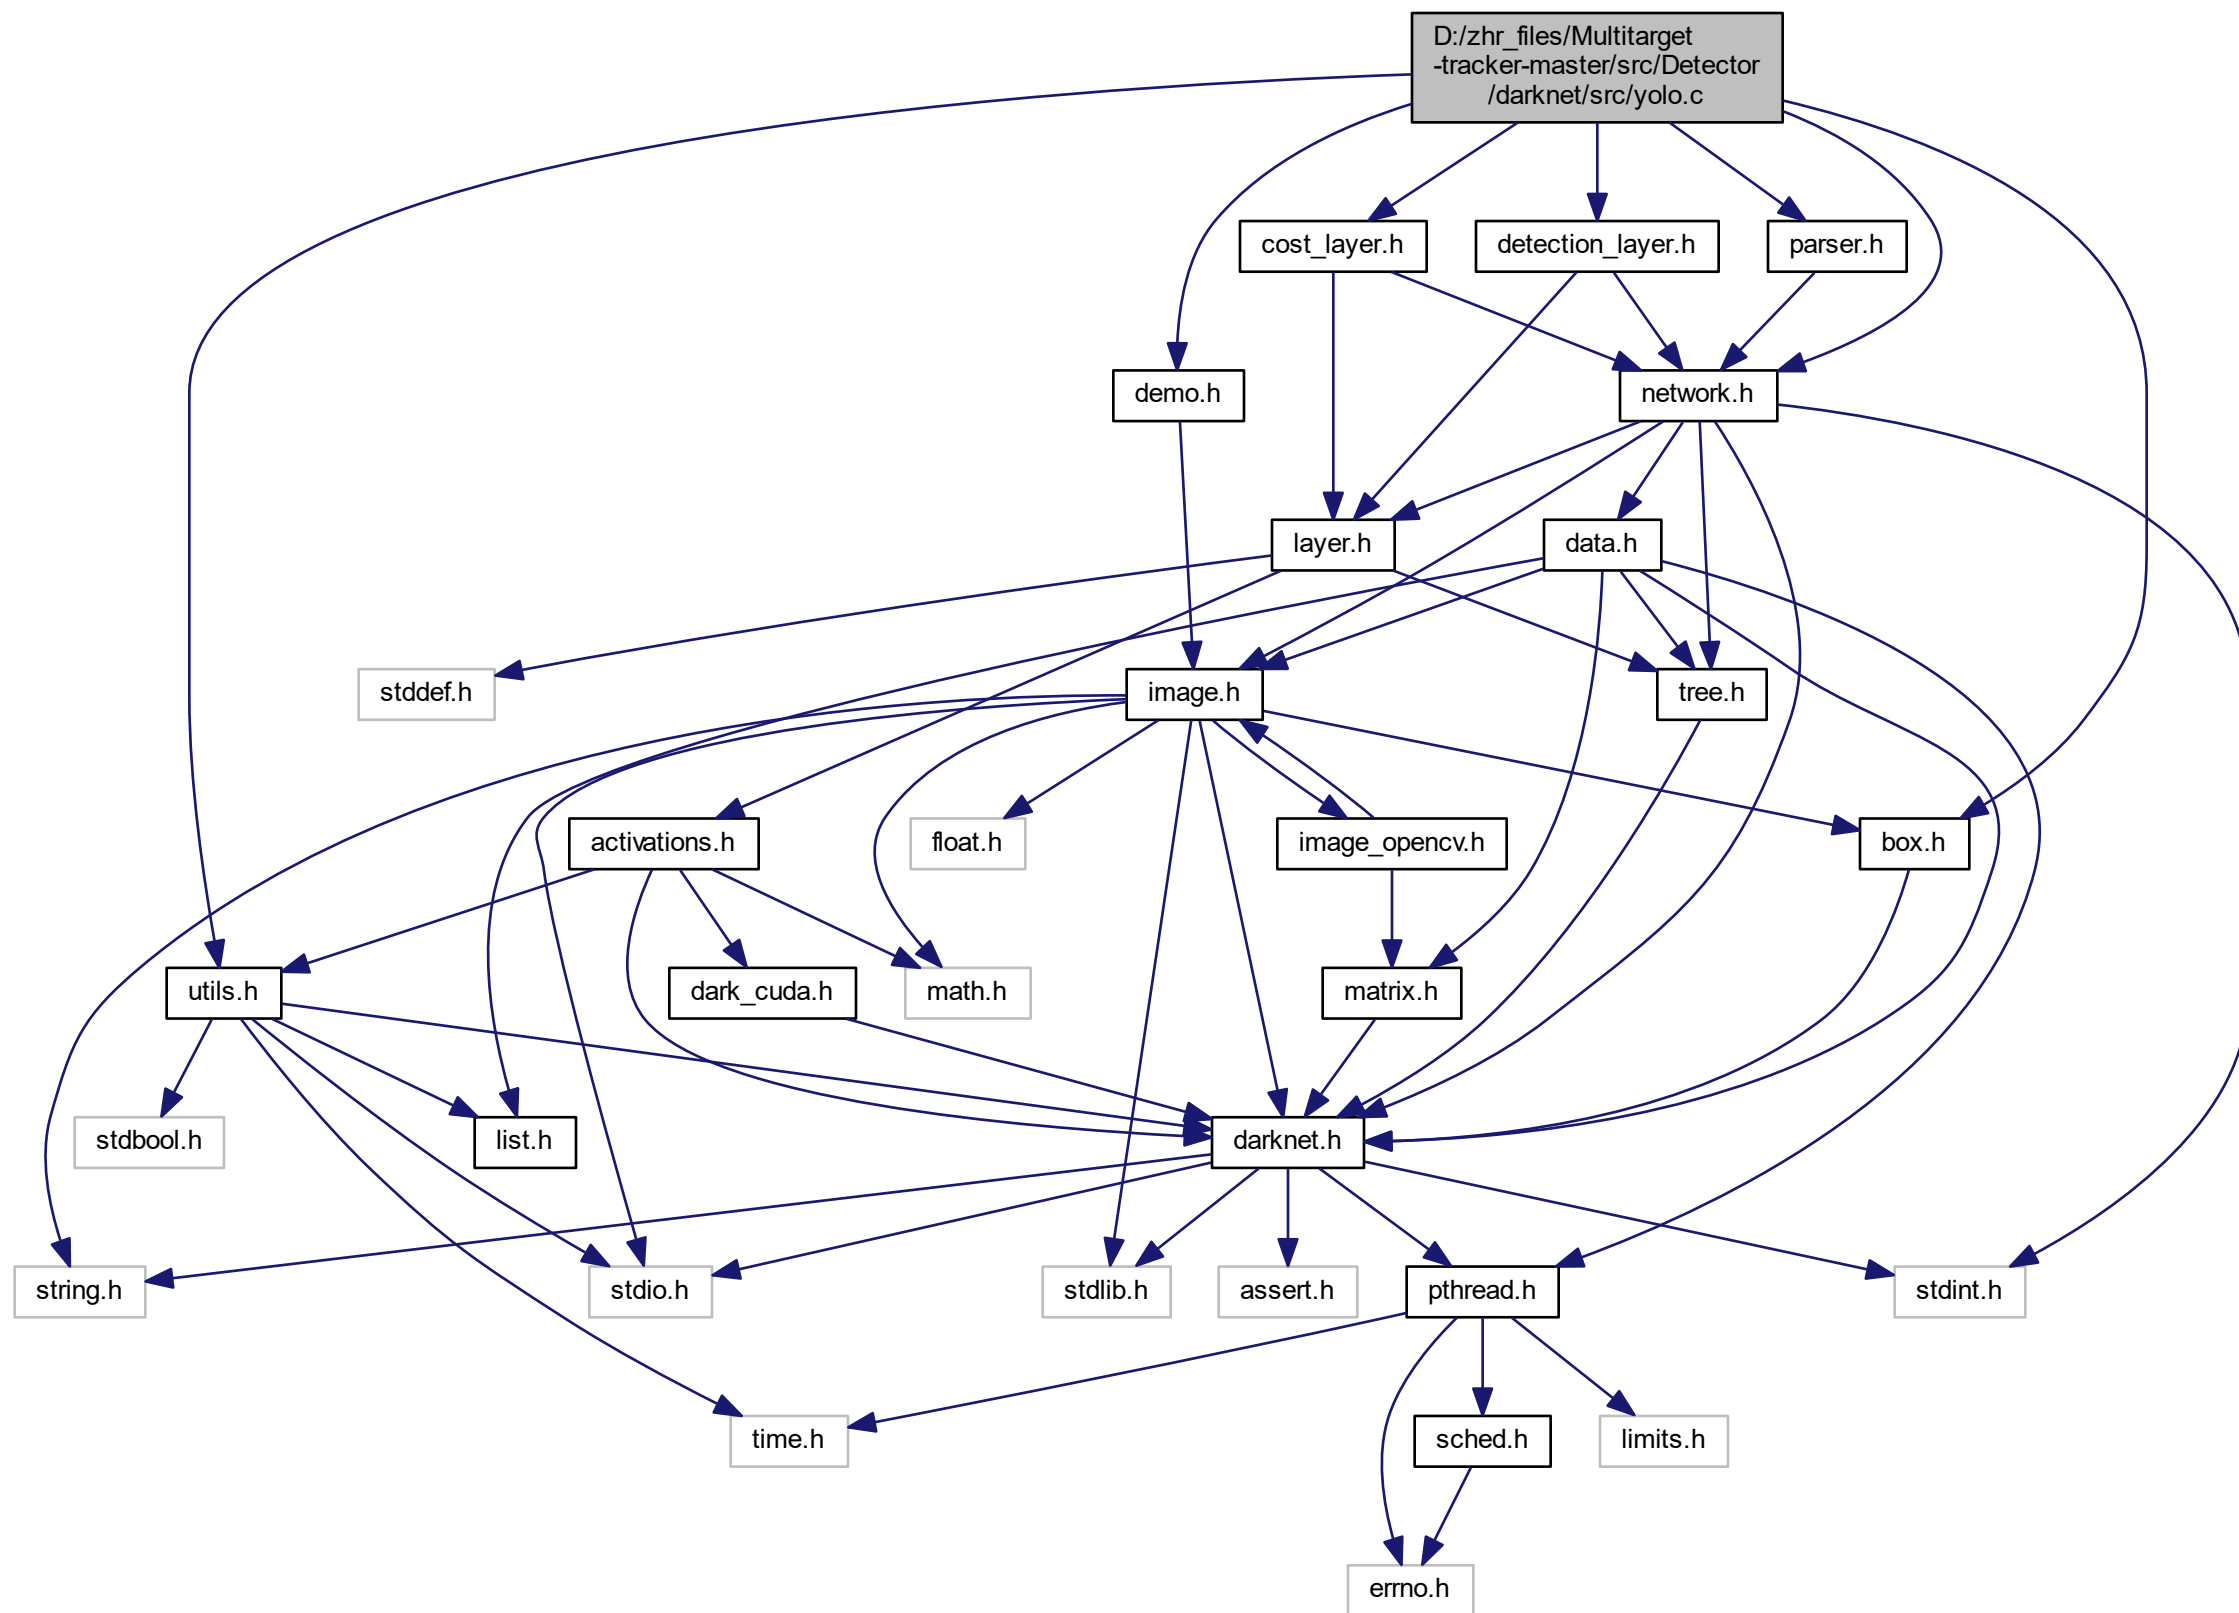 D:/zhr_files/Multitarget
-tracker-master/src/Detector
/darknet/src/yolo.c
cost_layer.h
detection_layer.h
parser.h
demo.h
network.h
layer.h
data.h
stddef.h
image.h
tree.h
activations.h
float.h
image_opencv.h
box.h
utils.h
dark_cuda.h
math.h
matrix.h
stdbool.h
list.h
darknet.h
string.h
stdio.h
stdlib.h
assert.h
pthread.h
stdint.h
time.h
sched.h
limits.h
errno.h